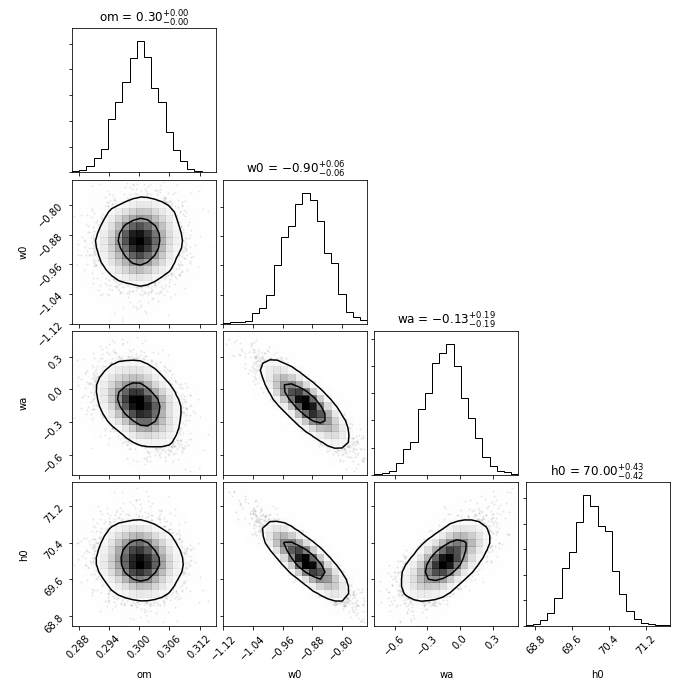 om = 0.30+0.00 −0.00
w0 = −0.90+0.06 −0.06
−0.80
−0.88
−0.96
−1.04
−1.12
w0
wa = −0.13+0.19 −0.19
0.3
0.0
−0.3
−0.6
wa
h0 = 70.00+0.43 −0.42
71.2
70.4
69.6
68.8
h0
0.288 0.294 0.300 0.306 0.312
−1.12 −1.04 −0.96 −0.88 −0.80
−0.6 −0.3 0.0 0.3
68.8 69.6 70.4 71.2
om w0 wa h0